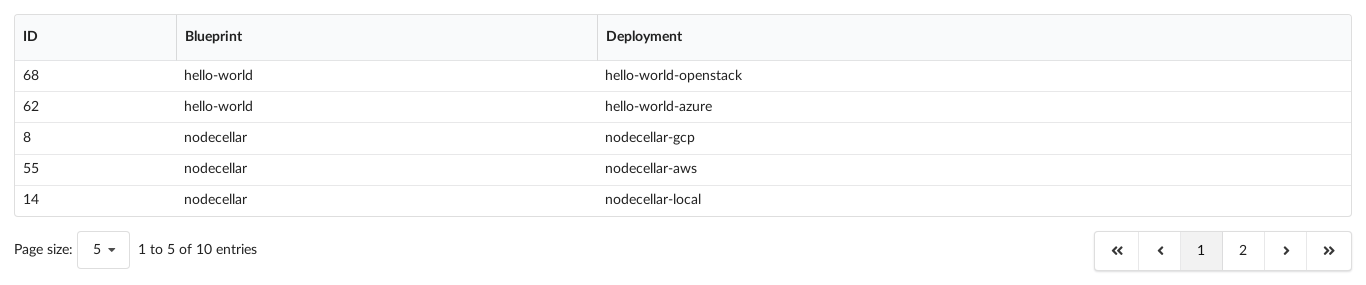 ID Blueprint Deployment
68 hello-world hello-world-openstack
62 hello-world hello-world-azure
8 nodecellar nodecellar-gcp
55 nodecellar nodecellar-aws
14 nodecellar nodecellar-local
Page size: 5 1 to 5 of 10 entries « ‹ 1 2 › »